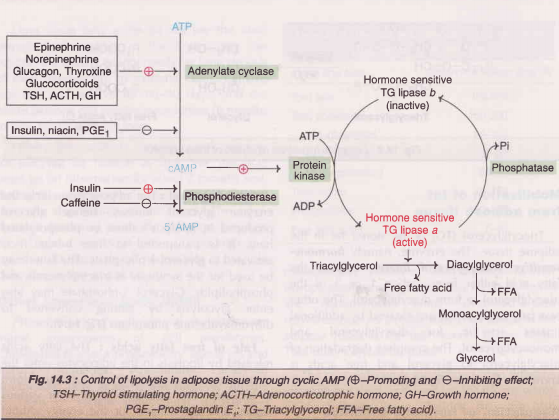 ATP
Epinephrine
Norepinephrine
Glucagon, Thyroxine
Glucocorticoids
TSH, ACTH, GH
⊕
Adenylate cyclase
Insulin, niacin, PGE₁
⊖
cAMP
⊕
Protein
kinase
Insulin
⊕
Caffeine
⊖
Phosphodiesterase
5' AMP
Hormone sensitive
TG lipase b
(inactive)
ATP
ADP
Pi
Phosphatase
Hormone sensitive
TG lipase a
(active)
Triacylglycerol
Diacylglycerol
Free fatty acid
FFA
Monoacylglycerol
FFA
Glycerol
Fig. 14.3 : Control of lipolysis in adipose tissue through cyclic AMP (⊕–Promoting and ⊖–Inhibiting effect;
TSH–Thyroid stimulating hormone; ACTH–Adrenocorticotrophic hormone; GH–Growth hormone;
PGE₁–Prostaglandin E₁; TG–Triacylglycerol; FFA–Free fatty acid).